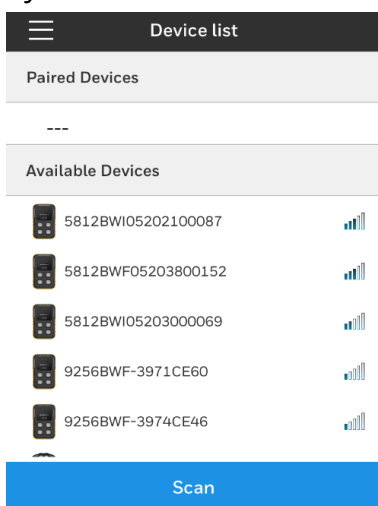 Device list
Paired Devices
---
Available Devices
5812BWI05202100087
5812BWF05203800152
5812BWI05203000069
9256BWF-3971CE60
9256BWF-3974CE46
Scan